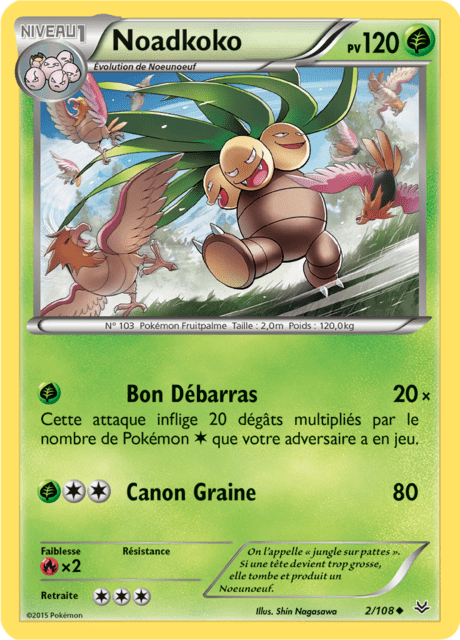 NIVEAU 1
Noadkoko
PV 120
Évolution de Noeunoeuf
N° 103 Pokémon Fruitpalme Taille : 2,0m Poids : 120,0kg
Bon Débarras 20×
Cette attaque inflige 20 dégâts multipliés par le
nombre de Pokémon que votre adversaire a en jeu.
Canon Graine 80
Faiblesse Résistance
×2
Retraite
On l'appelle « jungle sur pattes ».
Si une tête devient trop grosse,
elle tombe et produit un
Noeunoeuf.
Illus. Shin Nagasawa 2/108
©2015 Pokémon